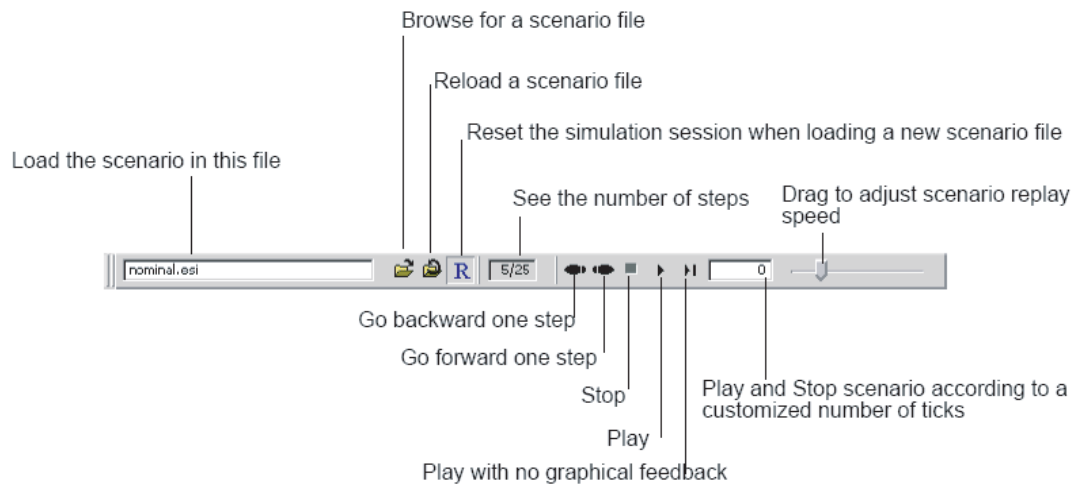 Browse for a scenario file
Reload a scenario file
Reset the simulation session when loading a new scenario file
Load the scenario in this file
See the number of steps
Drag to adjust scenario replay
speed
nominal.esi
R
5/25
0
Go backward one step
Go forward one step
Stop
Play and Stop scenario according to a
customized number of ticks
Play
Play with no graphical feedback